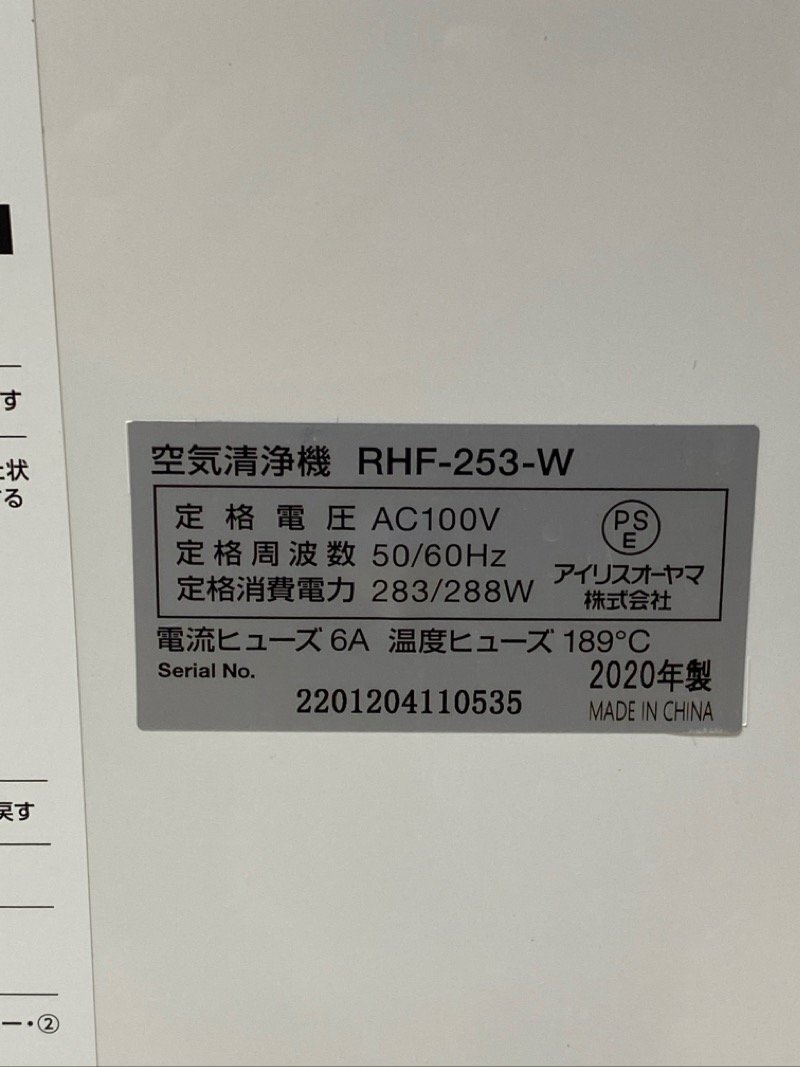 す
状
る
空気清浄機 RHF-253-W
定格電圧 AC100V
定格周波数 50/60Hz
定格消費電力 283/288W
PS
E
アイリスオーヤマ
株式会社
電流ヒューズ 6A 温度ヒューズ 189°C
Serial No.
2201204110535
2020年製
MADE IN CHINA
戻す
ー・②